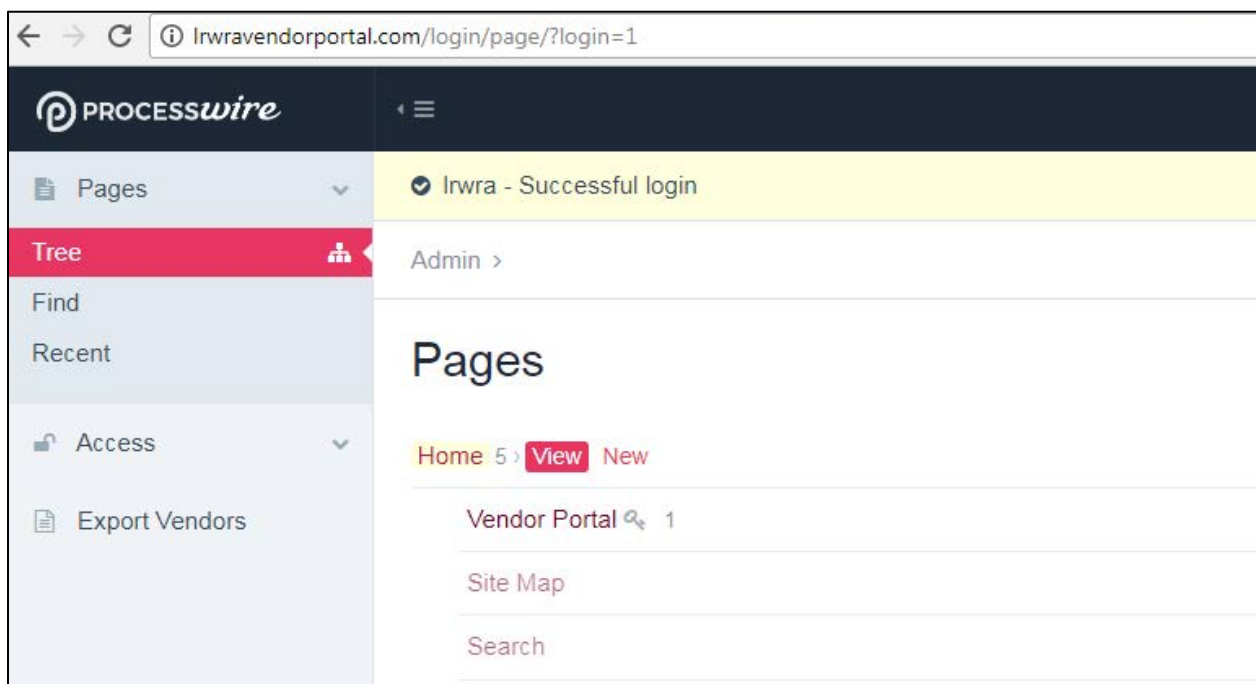 lrwravendorportal.com/login/page/?login=1
PROCESSwire
Pages
lrwra - Successful login
Tree
Admin >
Find
Recent
Pages
Access
Home 5 › View New
Export Vendors
Vendor Portal 1
Site Map
Search